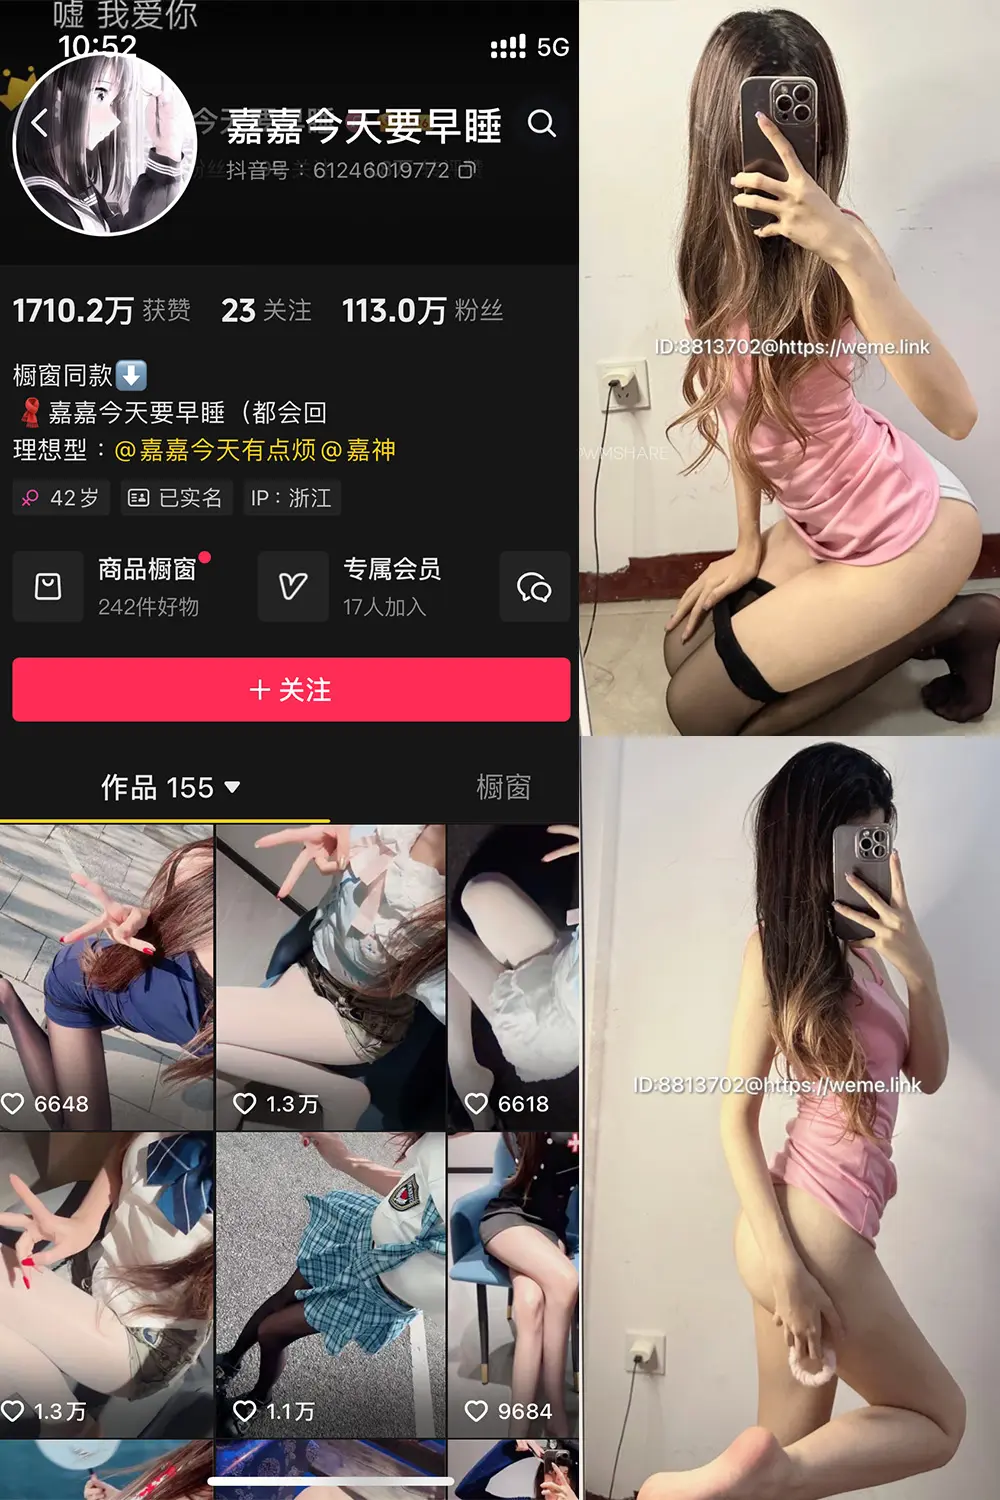 嘘 我爱你
10:52
5G
嘉嘉今天要早睡
抖音号：61246019772
1710.2万 获赞 23 关注 113.0万 粉丝
橱窗同款
嘉嘉今天要早睡（都会回
理想型：@嘉嘉今天有点烦@嘉神
42岁 已实名 IP：浙江
商品橱窗
242件好物
专属会员
17人加入
＋关注
作品 155
橱窗
6648
1.3万
6618
1.3万
1.1万
9684
ID:8813702@https://weme.link
WMSHARE
ID:8813702@https://weme.link